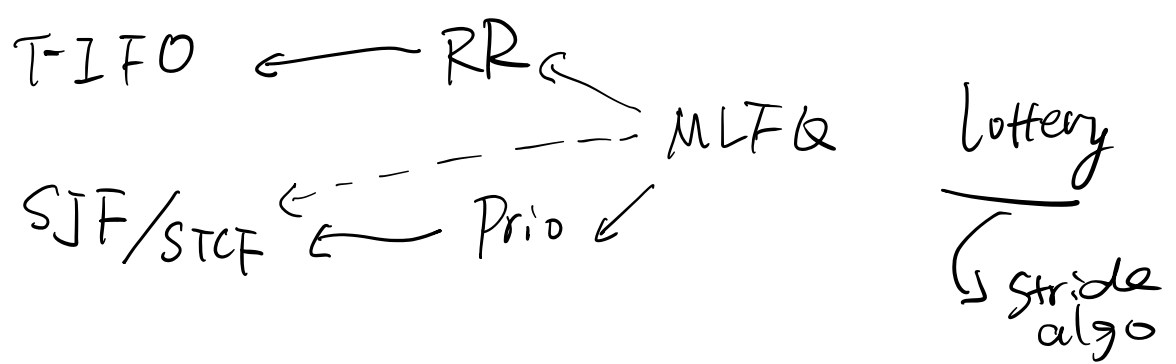 FIFO
RR
MLFQ
lottery
SJF/STCF
Prio
stride
algo